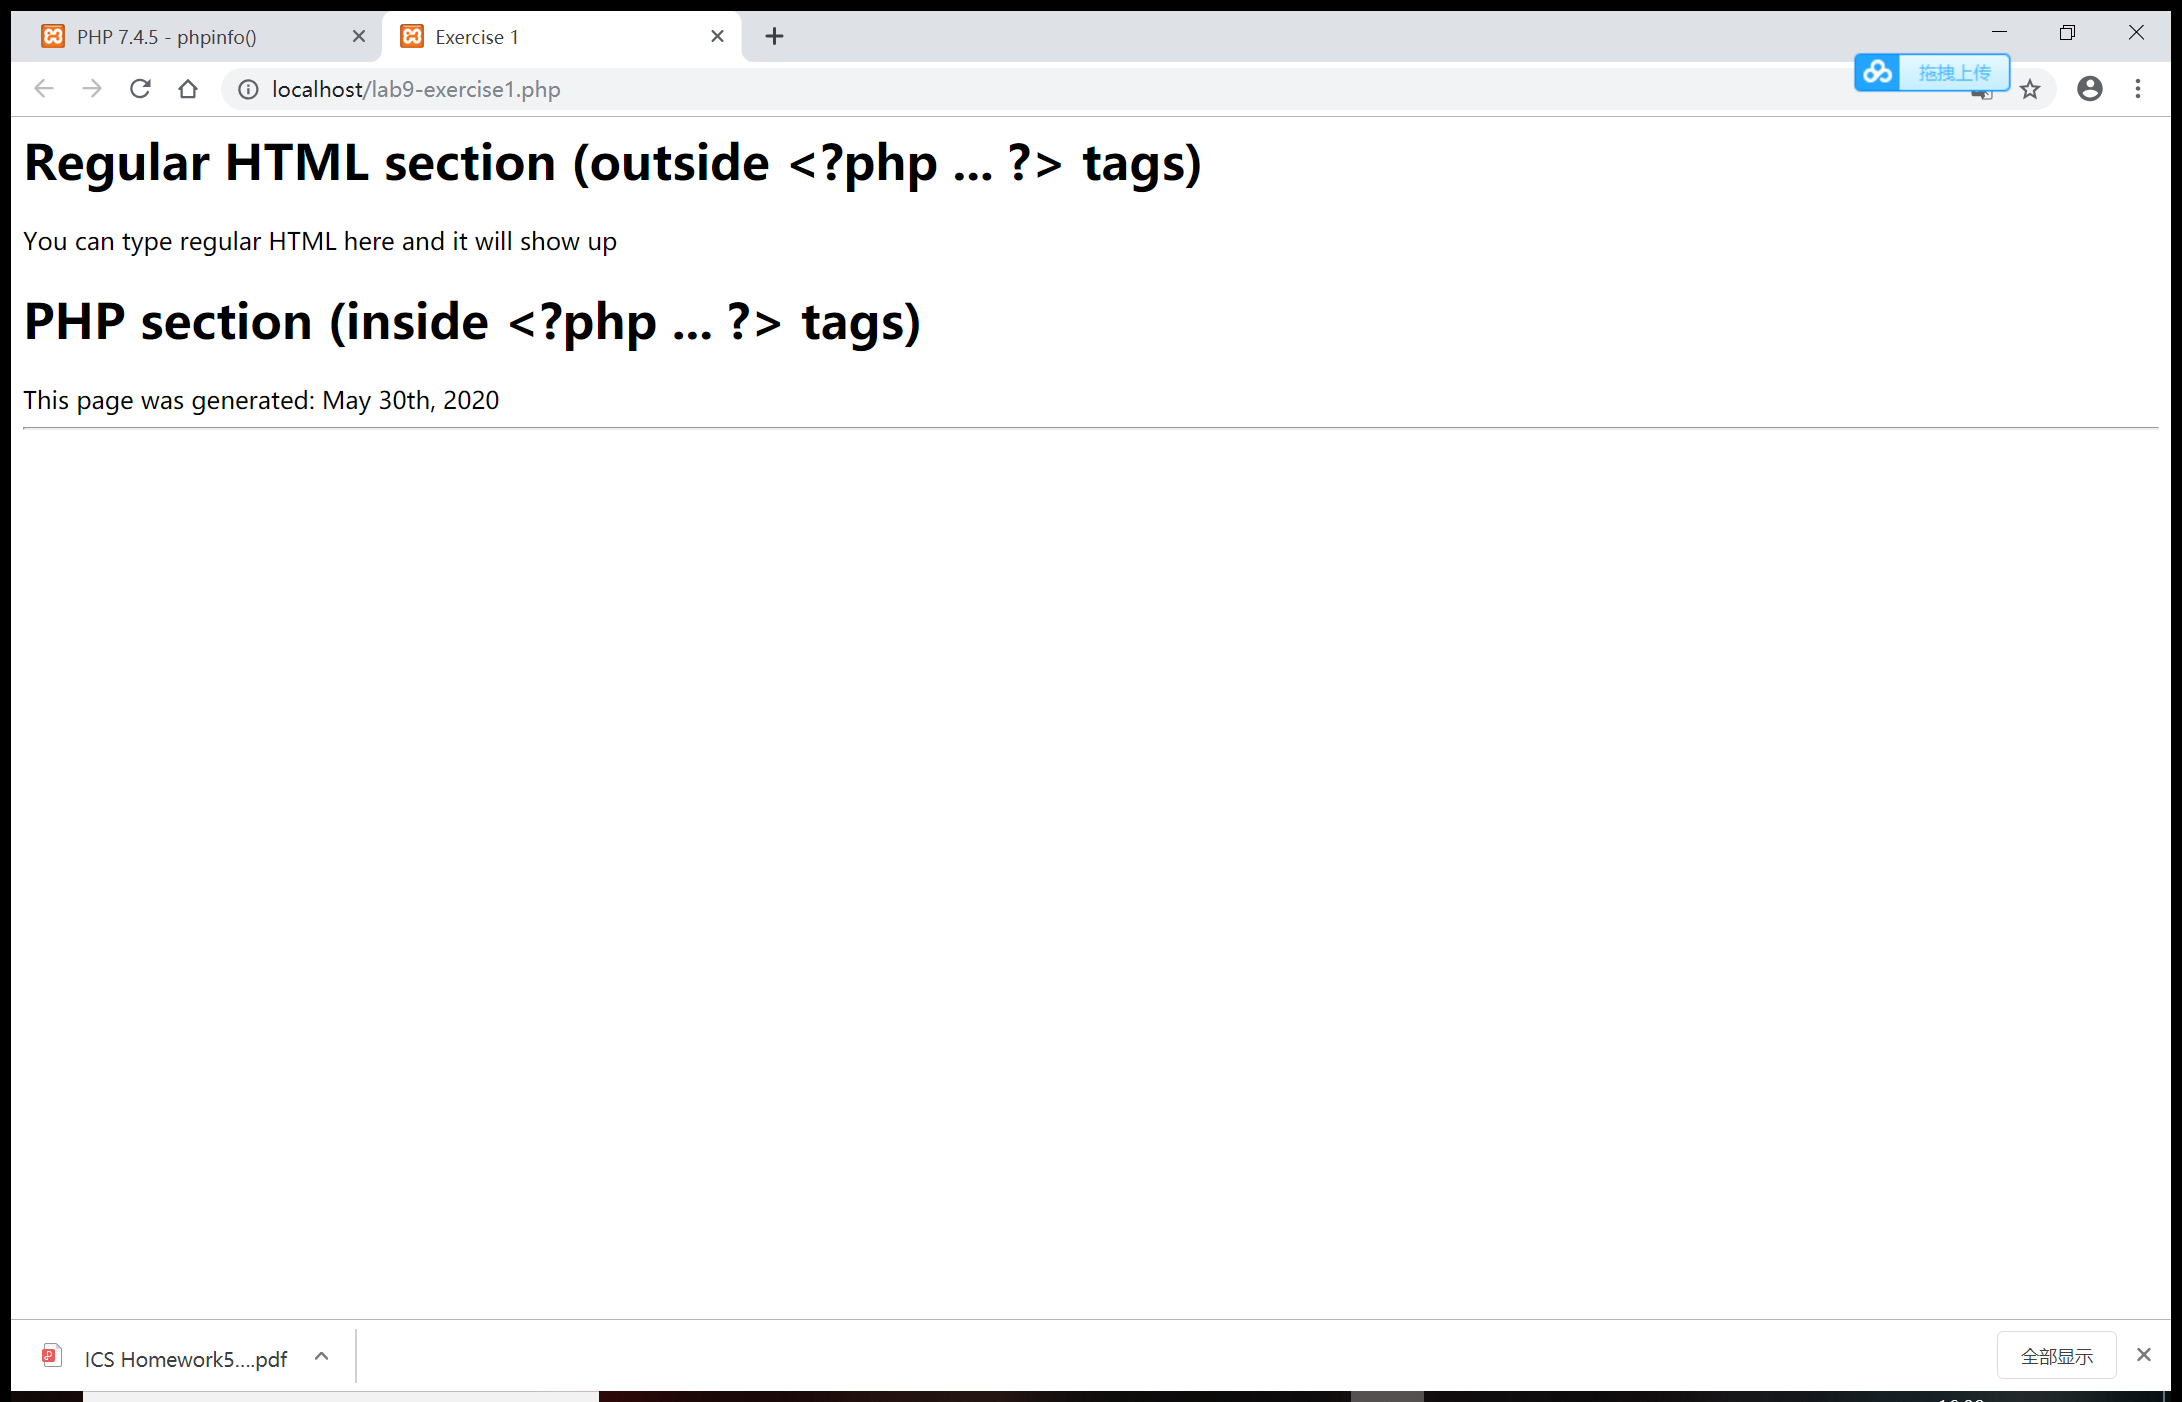 PHP 7.4.5 - phpinfo()
Exercise 1
localhost/lab9-exercise1.php
拖拽上传
Regular HTML section (outside <?php ... ?> tags)
You can type regular HTML here and it will show up
PHP section (inside <?php ... ?> tags)
This page was generated: May 30th, 2020
ICS Homework5....pdf
全部显示